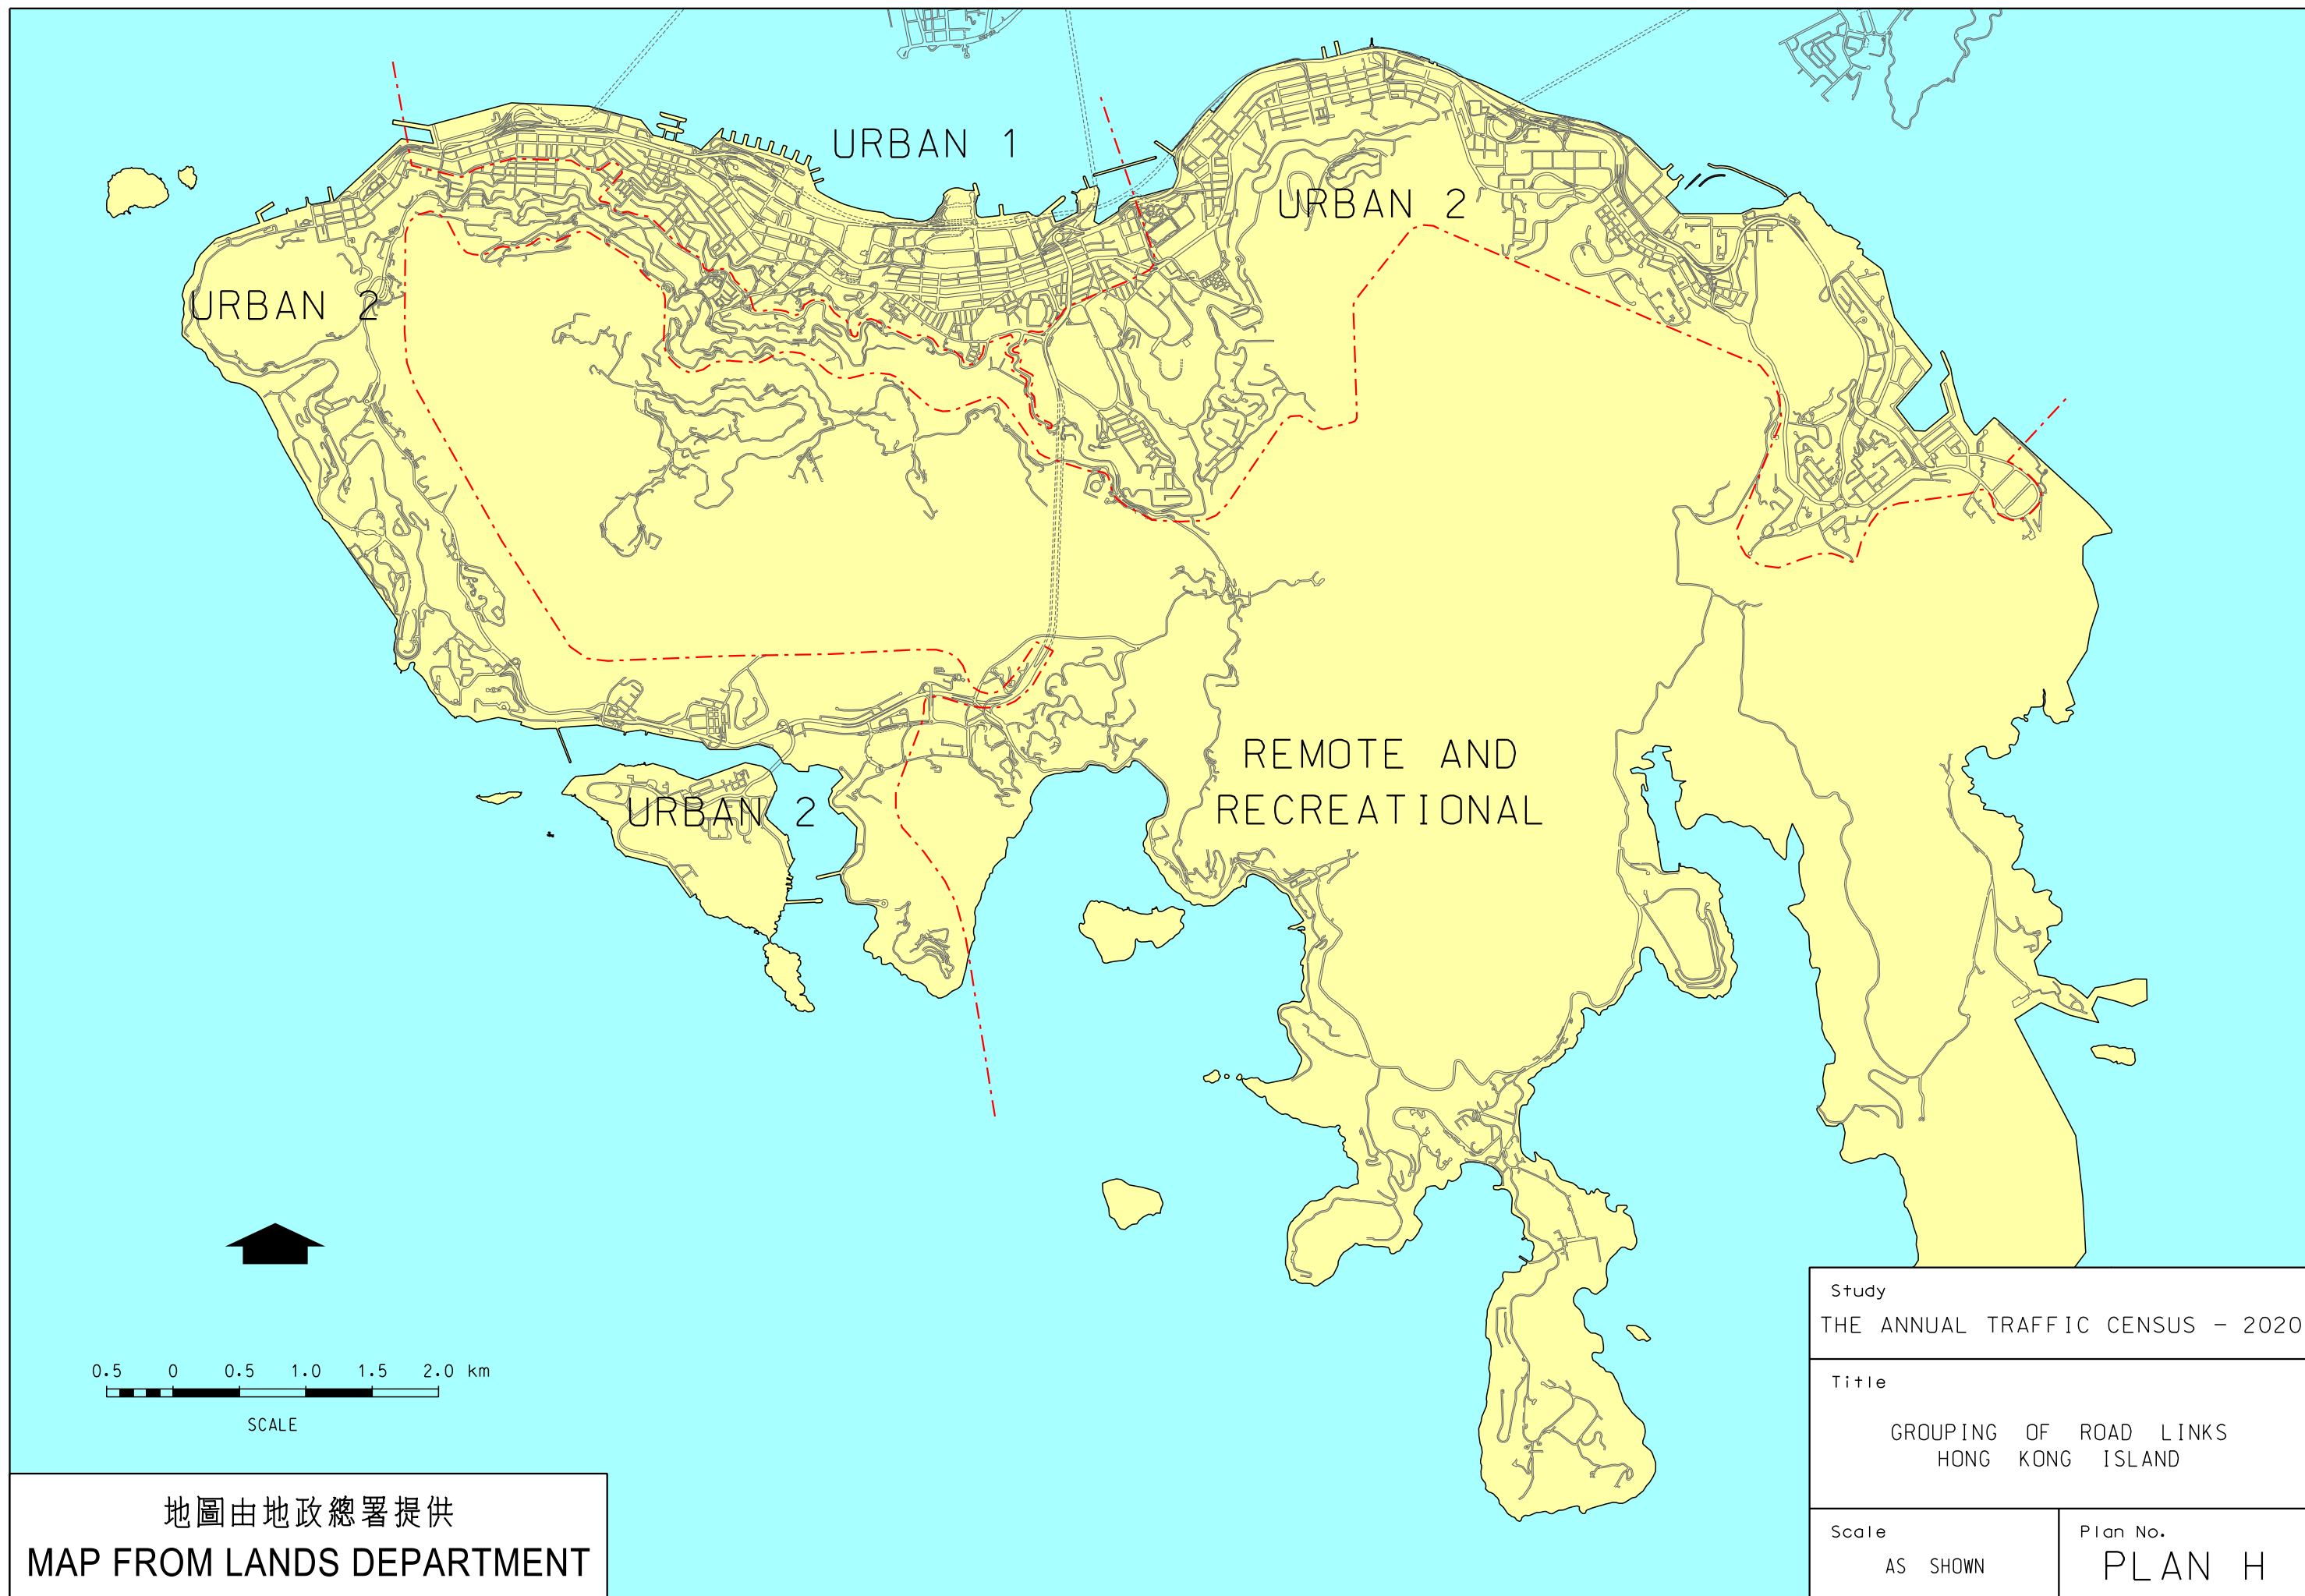 URBAN 1
URBAN 2
URBAN 2
REMOTE AND
RECREATIONAL
URBAN 2
0.5 0 0.5 1.0 1.5 2.0 km
SCALE
地圖由地政總署提供
MAP FROM LANDS DEPARTMENT
Study
THE ANNUAL TRAFFIC CENSUS - 2020
Title
GROUPING OF ROAD LINKS
HONG KONG ISLAND
Scale
AS SHOWN
Plan No.
PLAN H